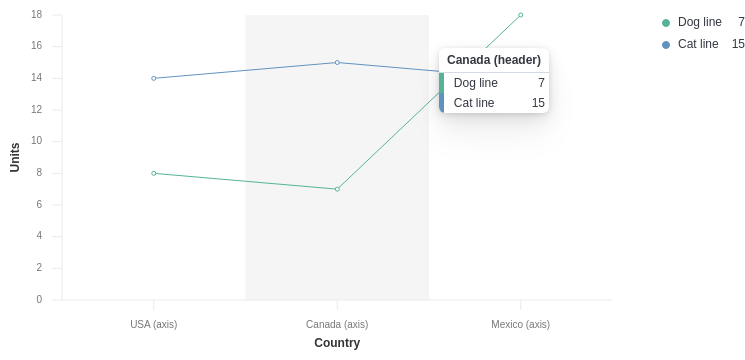 18
16
14
12
10
8
6
4
2
0
Units
USA (axis)
Canada (axis)
Mexico (axis)
Country
Canada (header)
Dog line 7
Cat line 15
Dog line 7
Cat line 15